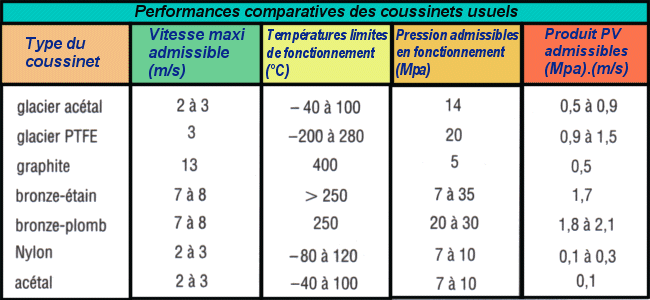 Performances comparatives des coussinets usuels
Type du coussinet | Vitesse maxi admissible (m/s) | Températures limites de fonctionnement (°C) | Pression admissibles en fonctionnement (Mpa) | Produit PV admissibles (Mpa).(m/s)
glacier acétal | 2 à 3 | – 40 à 100 | 14 | 0,5 à 0,9
glacier PTFE | 3 | –200 à 280 | 20 | 0,9 à 1,5
graphite | 13 | 400 | 5 | 0,5
bronze-étain | 7 à 8 | > 250 | 7 à 35 | 1,7
bronze-plomb | 7 à 8 | 250 | 20 à 30 | 1,8 à 2,1
Nylon | 2 à 3 | –80 à 120 | 7 à 10 | 0,1 à 0,3
acétal | 2 à 3 | –40 à 100 | 7 à 10 | 0,1